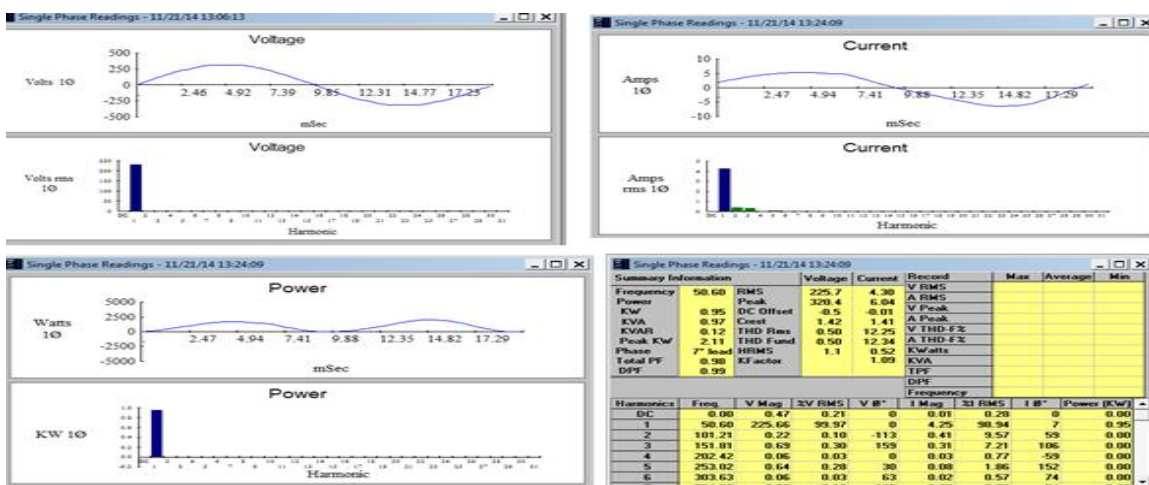 Single Phase Readings - 11/21/14 13:06:13
Voltage
Volts 1Ø
500
250
0
-250
-500
2.46 4.92 7.39 9.85 12.31 14.77 17.23
mSec
Voltage
Volts rms
1Ø
Harmonic
Single Phase Readings - 11/21/14 13:24:09
Current
Amps
1Ø
10
5
0
-5
-10
2.47 4.94 7.41 9.88 12.35 14.82 17.29
mSec
Current
Amps
rms 1Ø
Harmonic
Single Phase Readings - 11/21/14 13:24:09
Power
Watts
1Ø
5000
2500
0
-2500
-5000
2.47 4.94 7.41 9.88 12.35 14.82 17.29
mSec
Power
KW 1Ø
1.0
0.8
0.6
0.4
0.2
0.0
-0.2
Harmonic
Single Phase Readings - 11/21/14 13:24:09
Summary Information Voltage Current Record Max Average Min
Frequency 50.60 RMS 225.7 4.30 V RMS
Power Peak 320.4 6.04 A RMS
KW 0.95 DC Offset -0.5 -0.01 V Peak
KVA 0.97 Crest 1.42 1.41 A Peak
KVAR 0.12 THD Rms 0.50 12.25 V THD-F%
Peak KW 2.11 THD Fund 0.50 12.34 A THD-F%
Phase 7° lead HRMS 1.1 0.52 KWatts
Total PF 0.98 KFactor 1.09 KVA
DPF 0.99 TPF
DPF
Frequency
Harmonics Freq. V Mag %V RMS V Ø° I Mag %I RMS I Ø° Power (KW)
DC 0.00 0.47 0.21 0 0.01 0.28 0 0.00
1 50.60 225.66 99.97 0 4.25 98.94 7 0.95
2 101.21 0.22 0.10 -113 0.41 9.57 59 0.00
3 151.81 0.69 0.30 159 0.31 7.21 106 0.00
4 202.42 0.06 0.03 0 0.03 0.77 -59 0.00
5 253.02 0.64 0.28 30 0.08 1.86 152 0.00
6 303.63 0.06 0.03 63 0.02 0.57 74 0.00